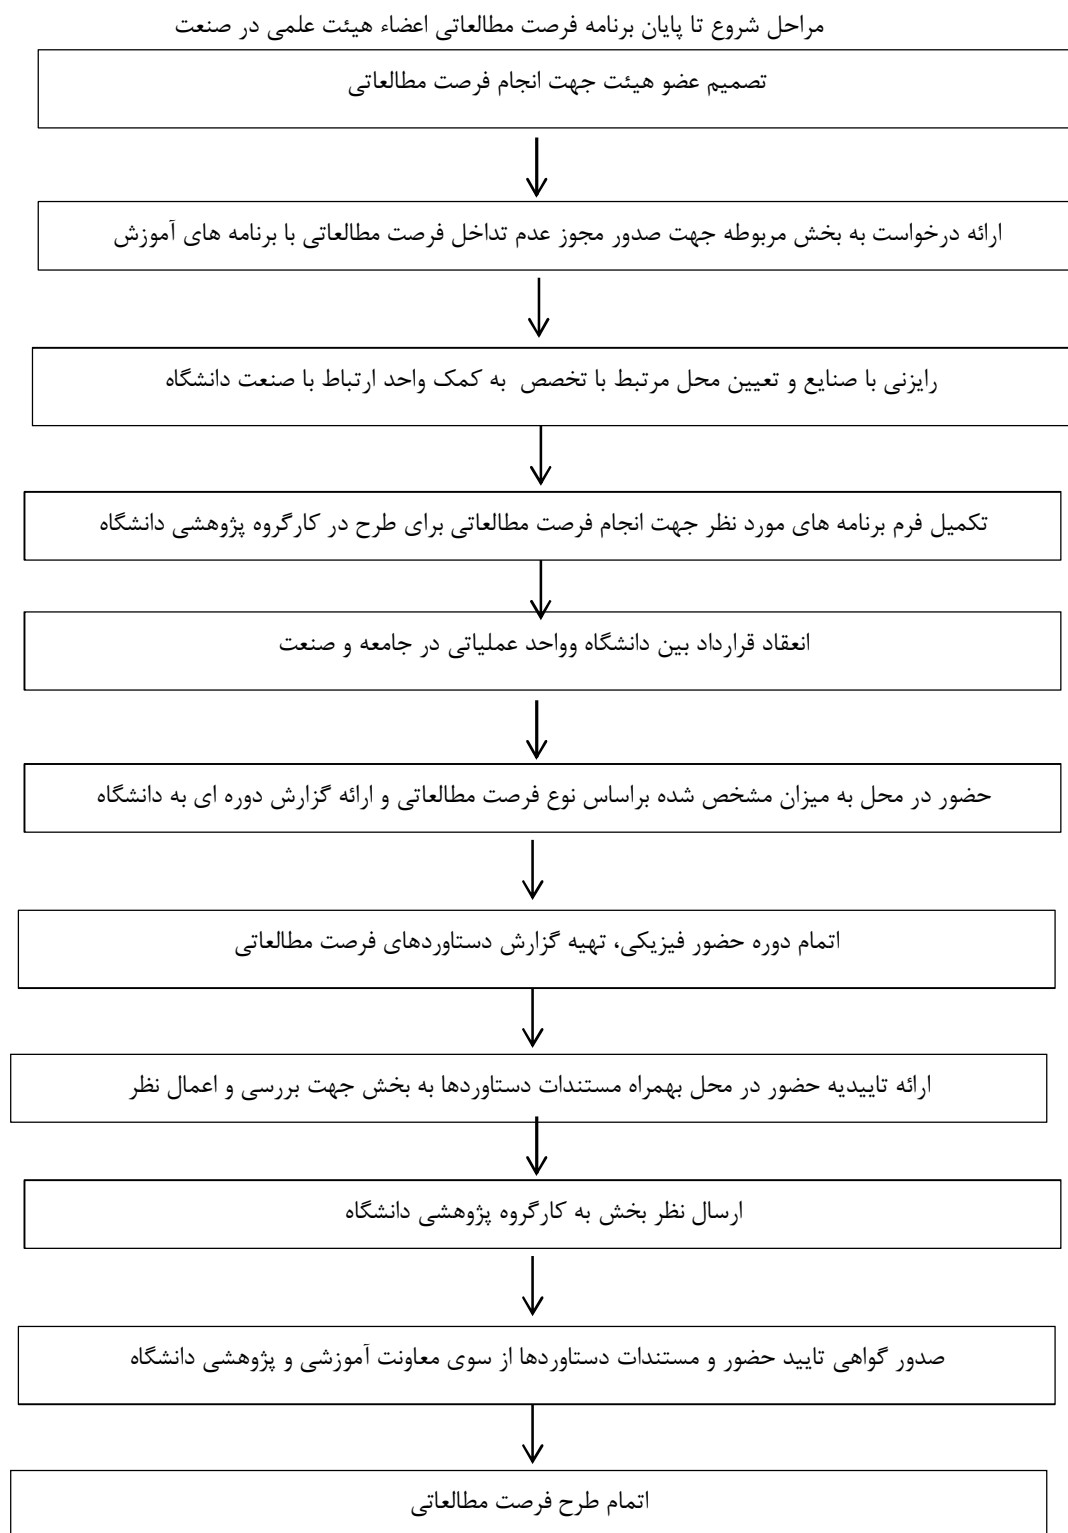 مراحل شروع تا پایان برنامه فرصت مطالعاتی اعضاء هیئت علمی در صنعت
تصمیم عضو هیئت جهت انجام فرصت مطالعاتی
ارائه درخواست به بخش مربوطه جهت صدور مجوز عدم تداخل فرصت مطالعاتی با برنامه های آموزش
رایزنی با صنایع و تعیین محل مرتبط با تخصص به کمک واحد ارتباط با صنعت دانشگاه
تکمیل فرم برنامه های مورد نظر جهت انجام فرصت مطالعاتی برای طرح در کارگروه پژوهشی دانشگاه
انعقاد قرارداد بین دانشگاه وواحد عملیاتی در جامعه و صنعت
حضور در محل به میزان مشخص شده براساس نوع فرصت مطالعاتی و ارائه گزارش دوره ای به دانشگاه
اتمام دوره حضور فیزیکی، تهیه گزارش دستاوردهای فرصت مطالعاتی
ارائه تاییدیه حضور در محل بهمراه مستندات دستاوردها به بخش جهت بررسی و اعمال نظر
ارسال نظر بخش به کارگروه پژوهشی دانشگاه
صدور گواهی تایید حضور و مستندات دستاوردها از سوی معاونت آموزشی و پژوهشی دانشگاه
اتمام طرح فرصت مطالعاتی